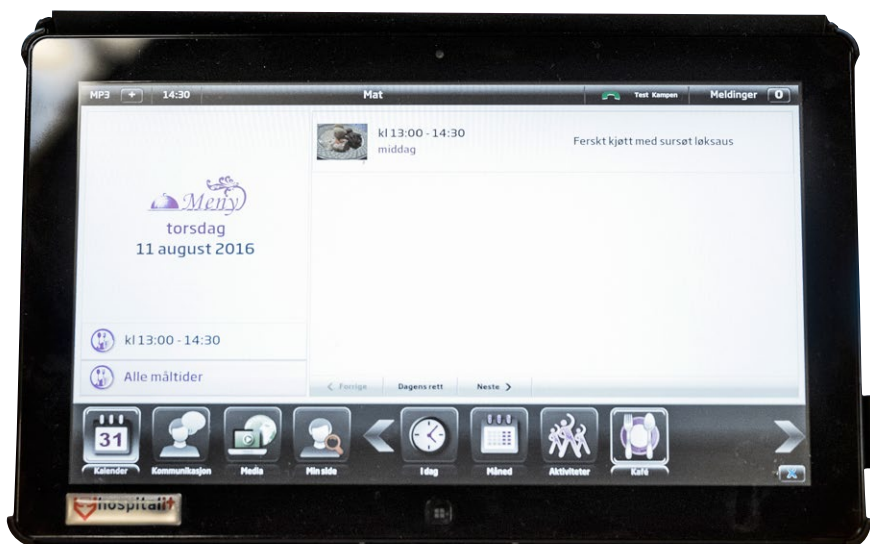 MP3 + 14:30 Mat Test Kampen Meldinger 0
Meny
torsdag
11 august 2016
kl 13:00 - 14:30
Alle måltider
kl 13:00 - 14:30
middag
Ferskt kjøtt med sursøt løksaus
Forrige Dagens rett Neste
31
Kalender Kommunikasjon Media Min side I dag Måned Aktiviteter Kafé
hospitalit